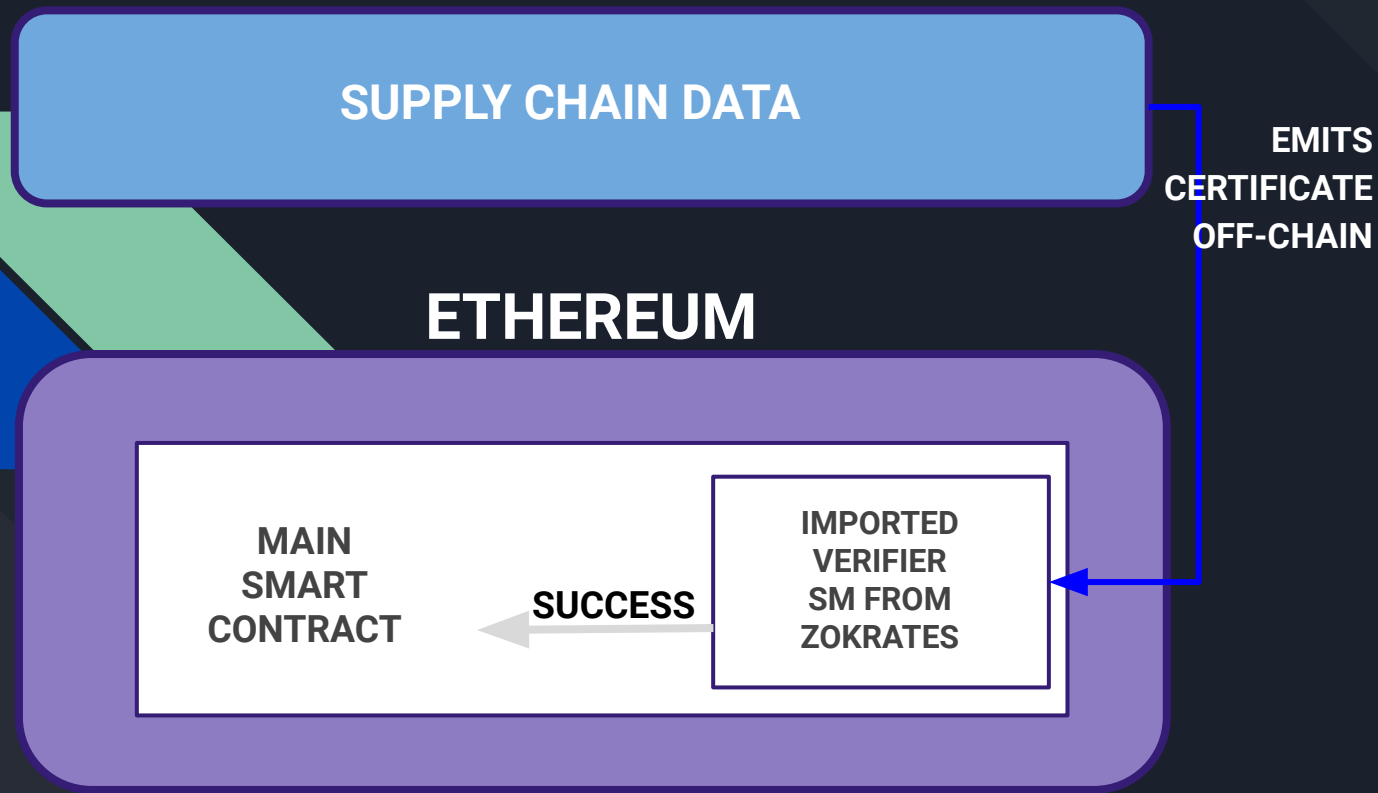 SUPPLY CHAIN DATA
EMITS
CERTIFICATE
OFF-CHAIN
ETHEREUM
MAIN
SMART
CONTRACT
SUCCESS
IMPORTED
VERIFIER
SM FROM
ZOKRATES